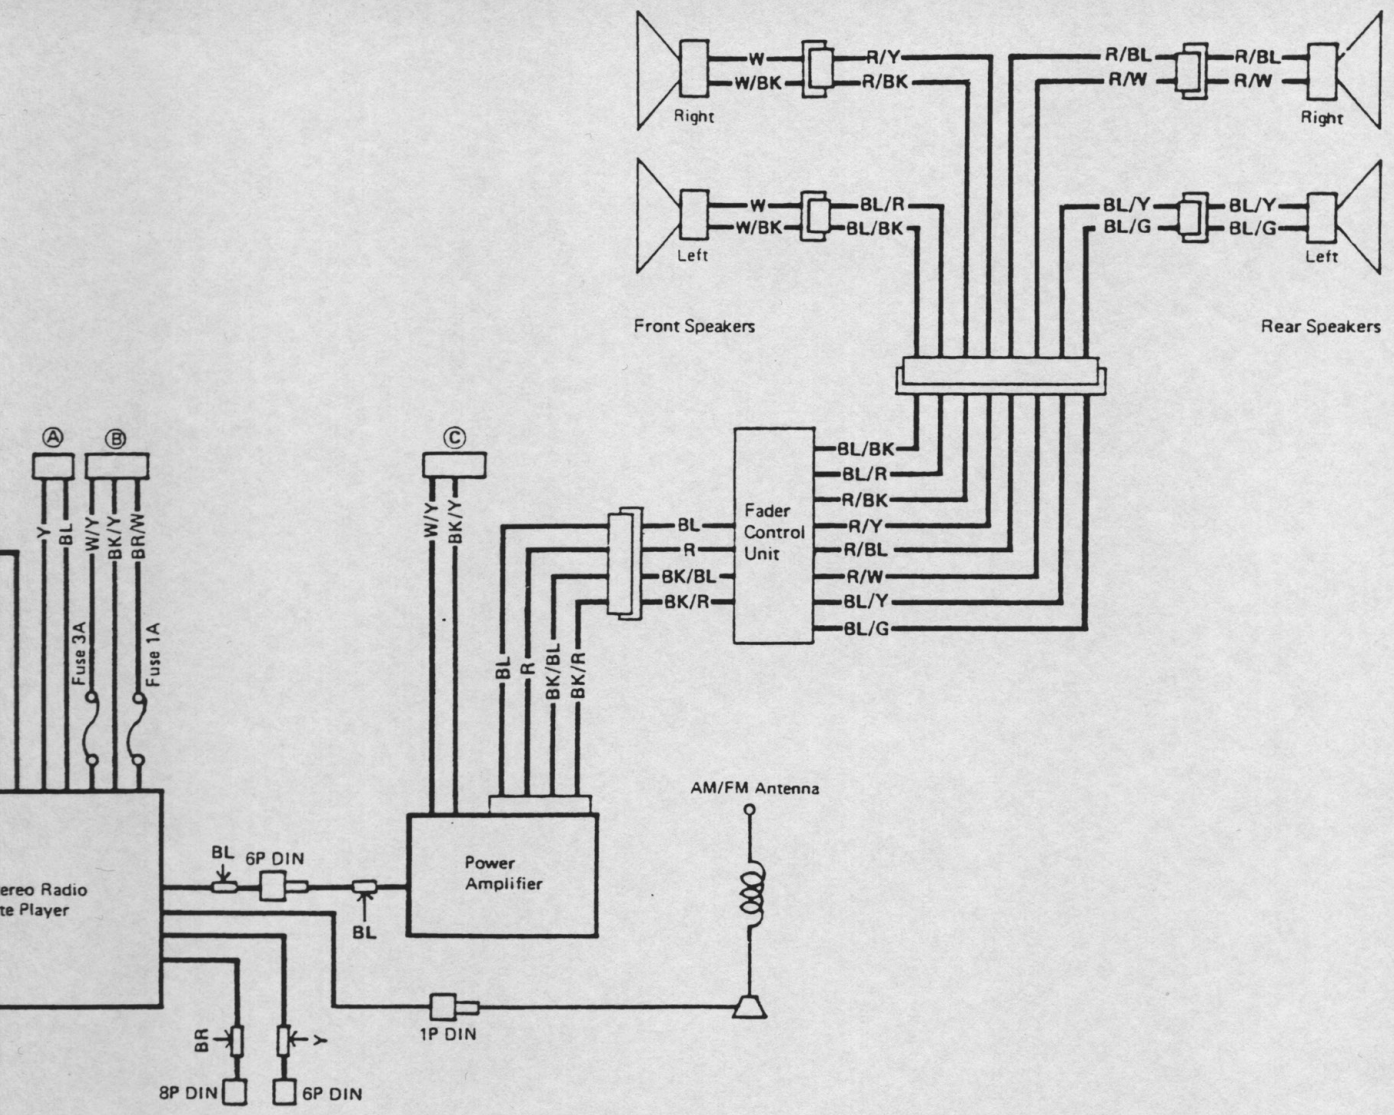 W
R/Y
R/BL
R/BL
W/BK
R/BK
R/W
R/W
Right
Right
W
BL/R
BL/Y
BL/Y
W/BK
BL/BK
BL/G
BL/G
Left
Left
Front Speakers
Rear Speakers
A
B
C
Y
BL
W/Y
BK/Y
BR/W
W/Y
BK/Y
Fuse 3A
Fuse 1A
BL
R
BK/BL
BK/R
BL
R
BK/BL
BK/R
Fader
Control
Unit
BL/BK
BL/R
R/BK
R/Y
R/BL
R/W
BL/Y
BL/G
AM/FM Antenna
BL
6P DIN
ereo Radio
te Player
Power
Amplifier
BL
1P DIN
BR
Y
8P DIN
6P DIN